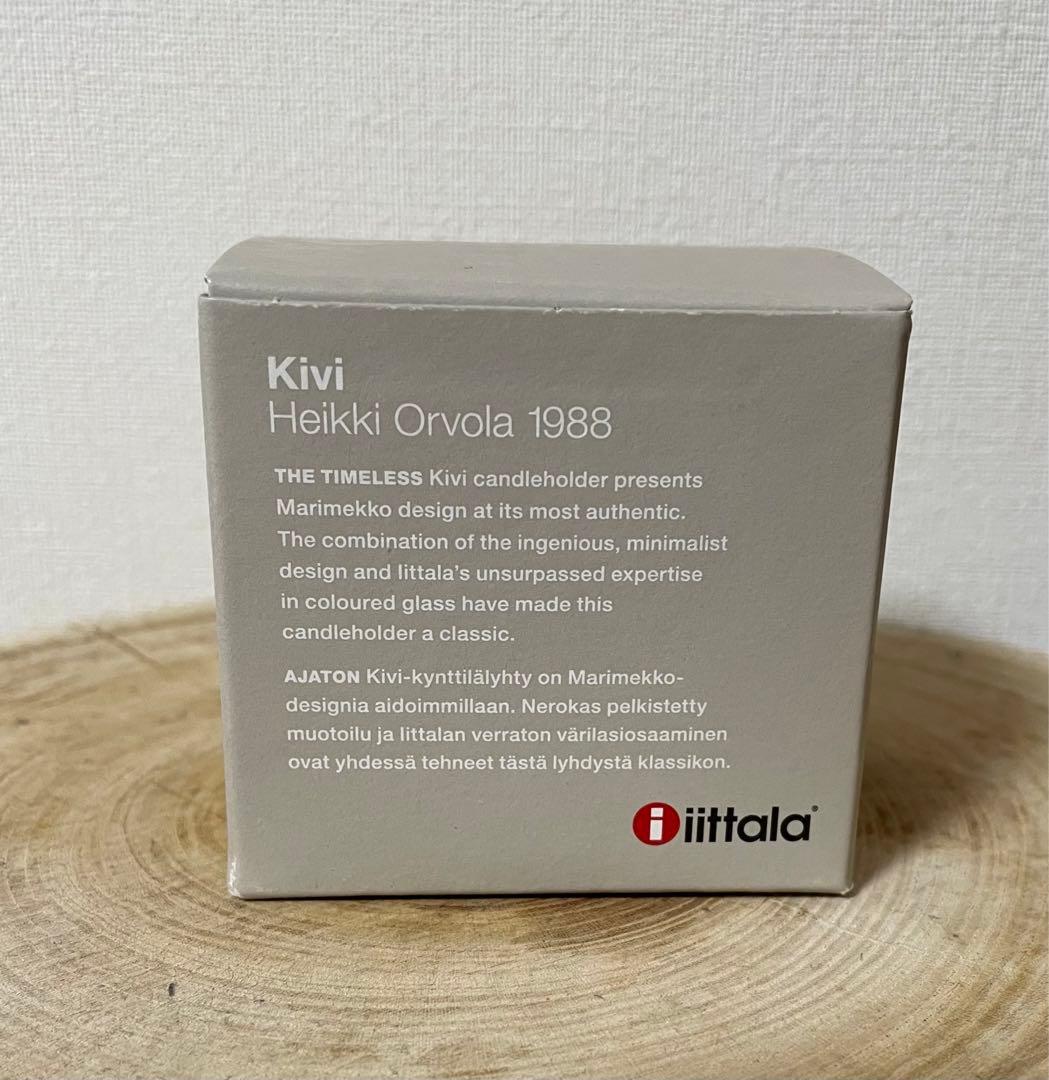 Kivi
Heikki Orvola 1988
THE TIMELESS Kivi candleholder presents
Marimekko design at its most authentic.
The combination of the ingenious, minimalist
design and Iittala's unsurpassed expertise
in coloured glass have made this
candleholder a classic.
AJATON Kivi-kynttilälyhty on Marimekko-
designia aidoimmillaan. Nerokas pelkistetty
muotoilu ja Iittalan verraton värilasiosaaminen
ovat yhdessä tehneet tästä lyhdystä klassikon.
i iittala®